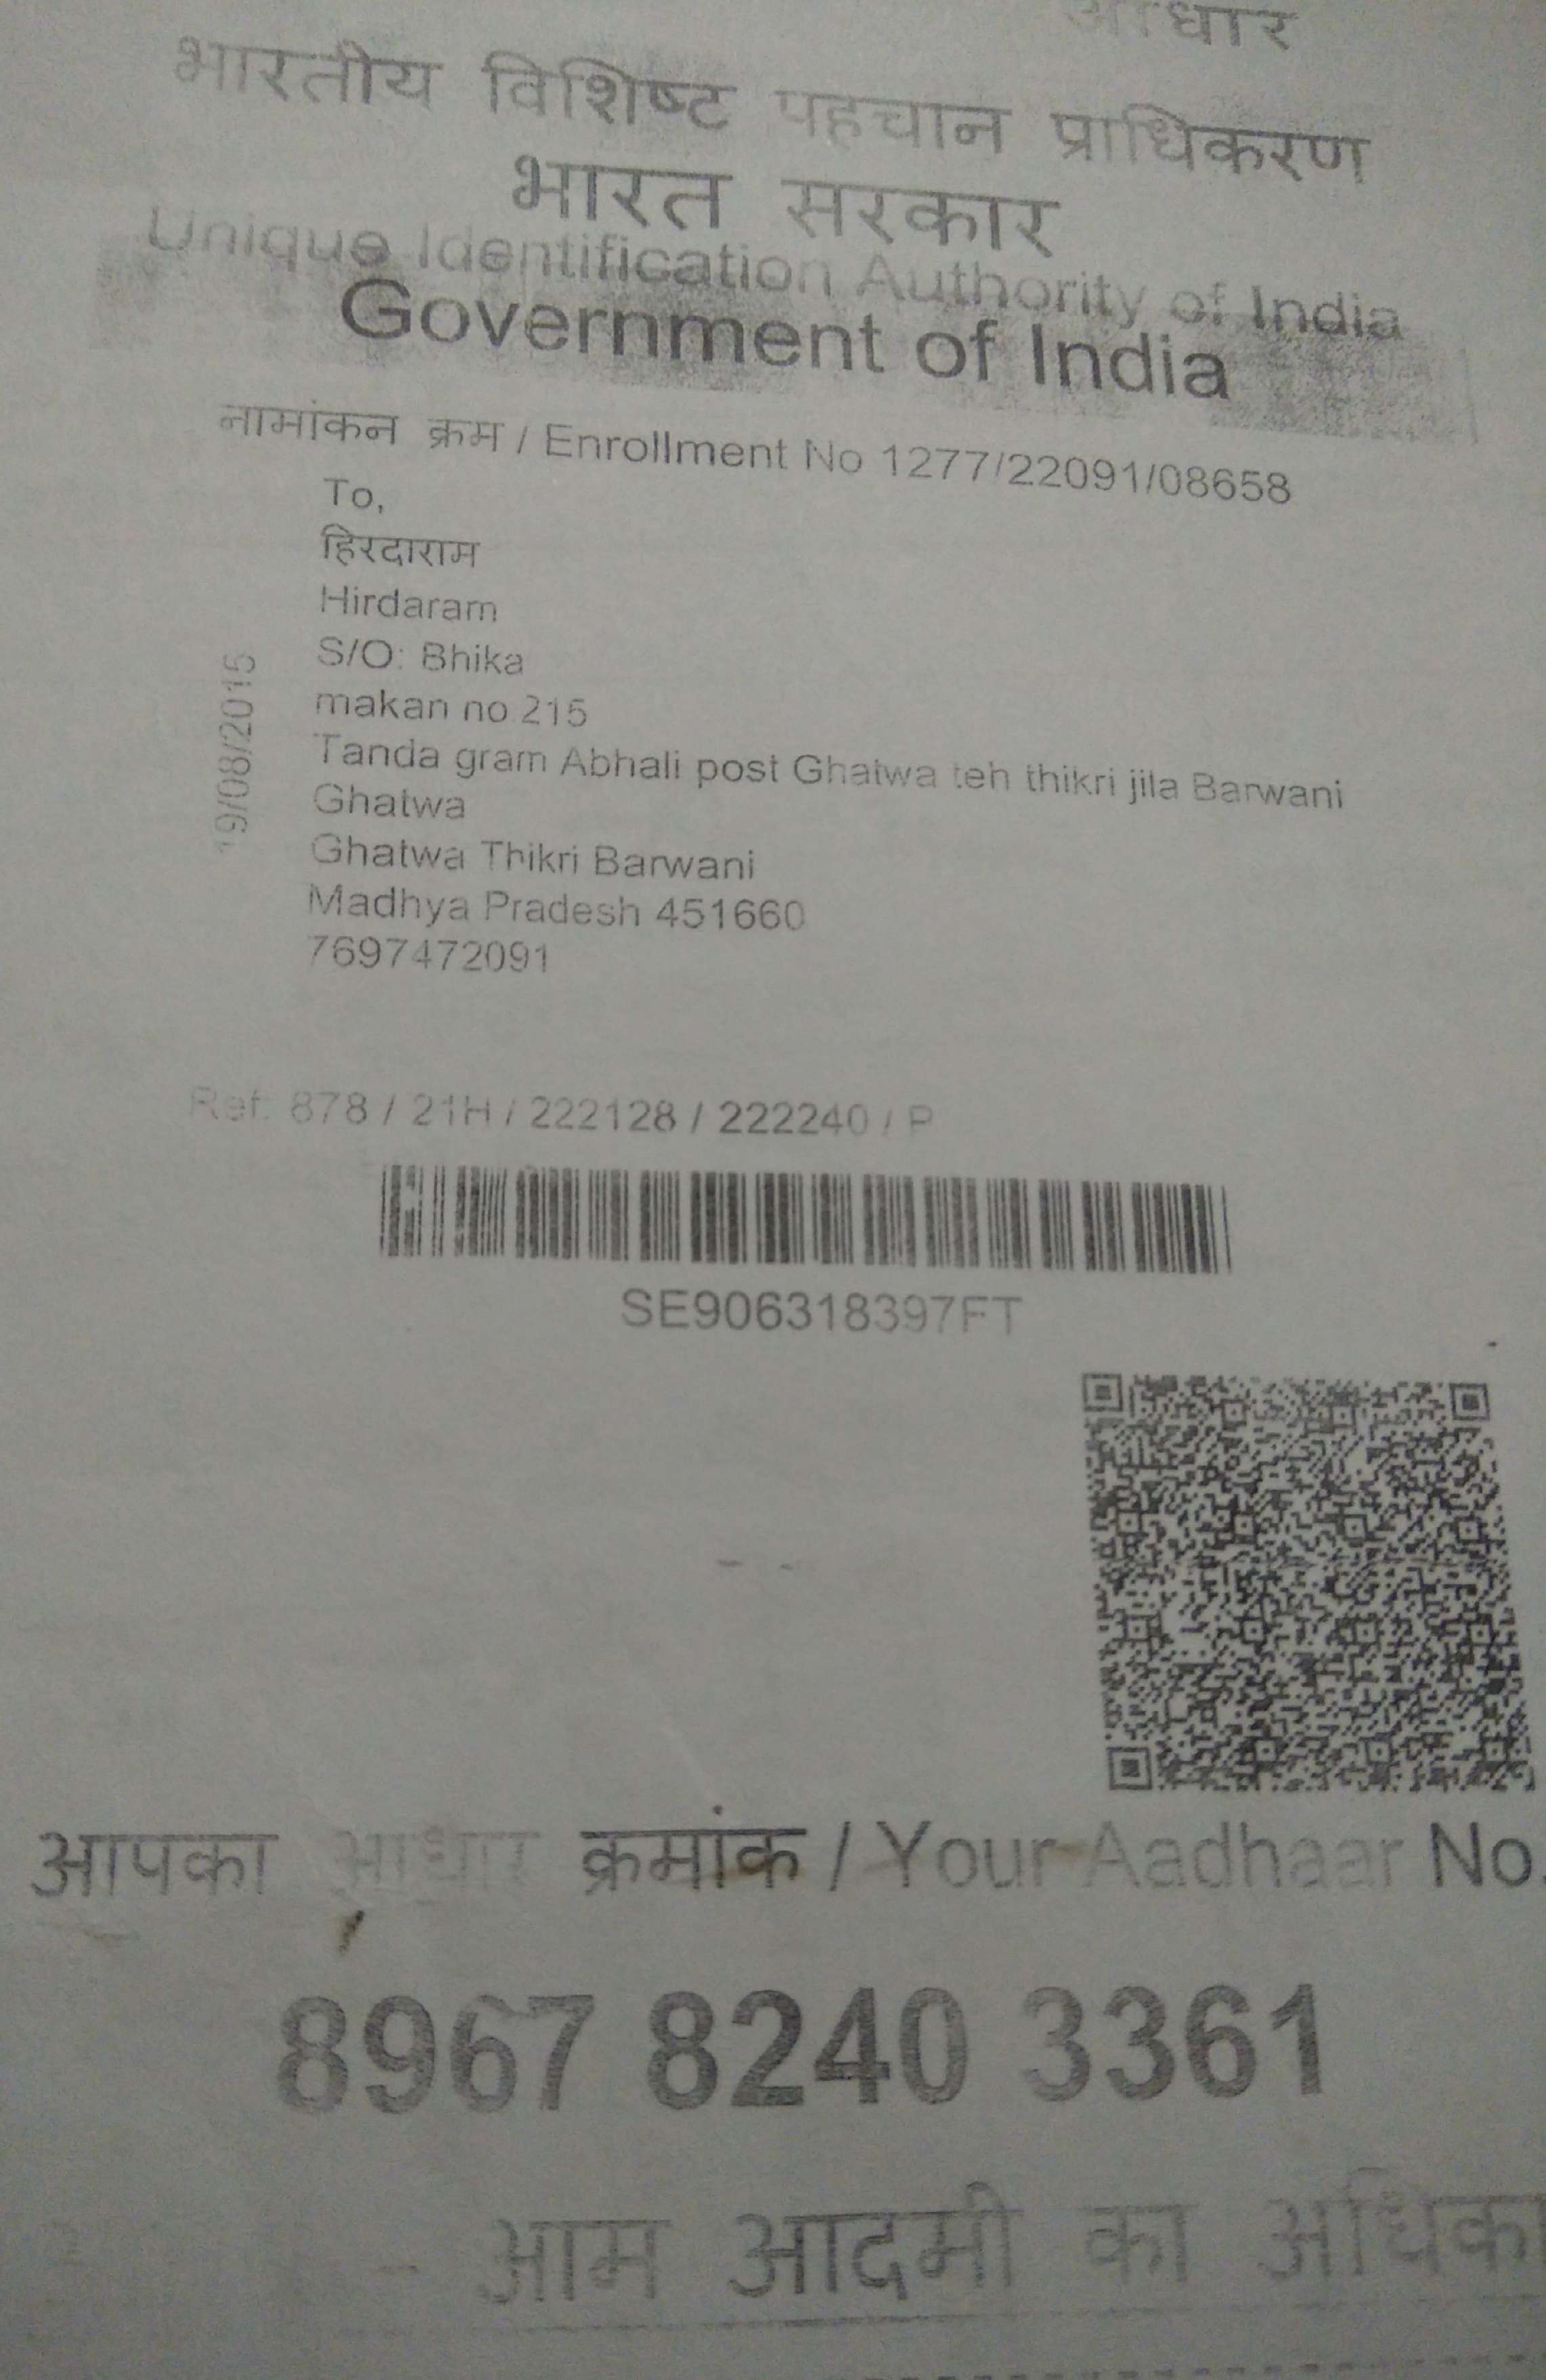 आधार
भारतीय विशिष्ट पहचान प्राधिकरण
भारत सरकार
Unique Identification Authority of India
Government of India
नामांकन क्रम / Enrollment No 1277/22091/08658
To,
हिरदाराम
Hirdaram
S/O: Bhika
makan no 215
Tanda gram Abhali post Ghatwa teh thikri jila Barwani
Ghatwa
Ghatwa Thikri Barwani
Madhya Pradesh 451660
7697472091
19/08/2015
Ref: 878 / 21H / 222128 / 222240 / P
SE906318397FT
आपका आधार क्रमांक / Your Aadhaar No.
8967 8240 3361
- आम आदमी का अधिका